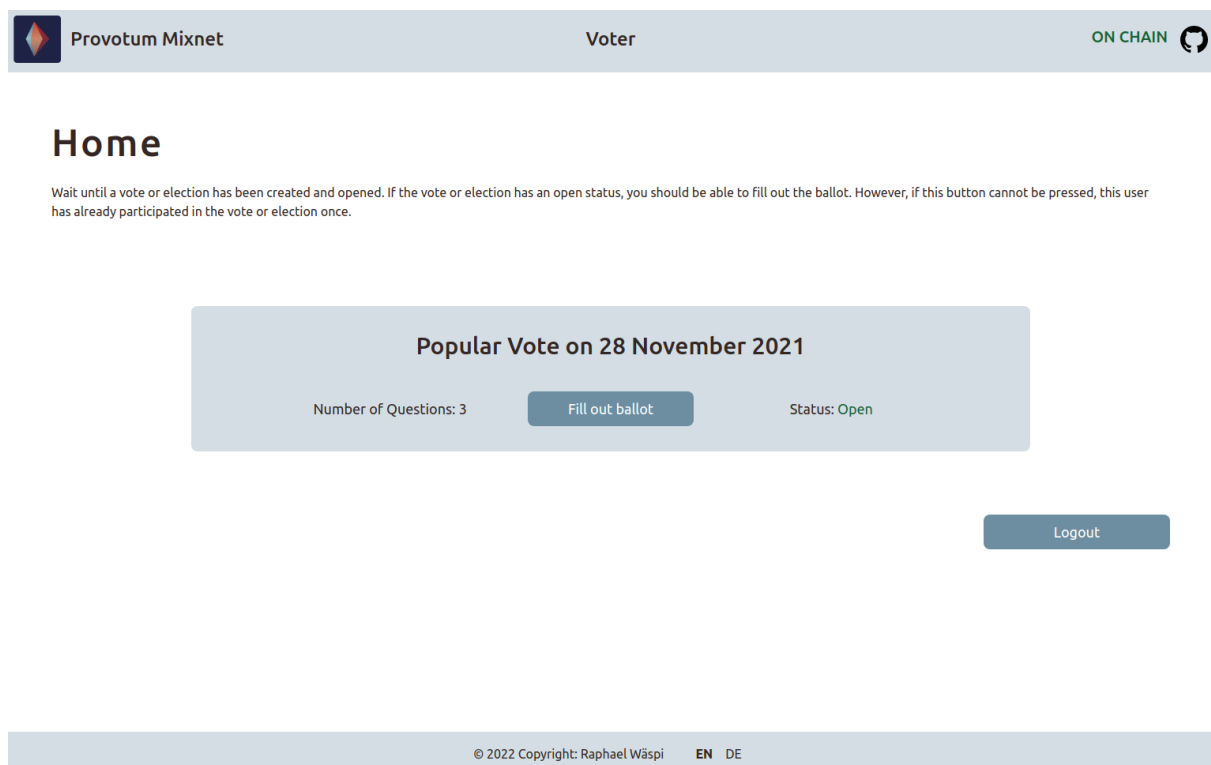 Provotum Mixnet
Voter
ON CHAIN
Home
Wait until a vote or election has been created and opened. If the vote or election has an open status, you should be able to fill out the ballot. However, if this button cannot be pressed, this user
has already participated in the vote or election once.
Popular Vote on 28 November 2021
Number of Questions: 3
Fill out ballot
Status: Open
Logout
© 2022 Copyright: Raphael Wäspi
EN DE